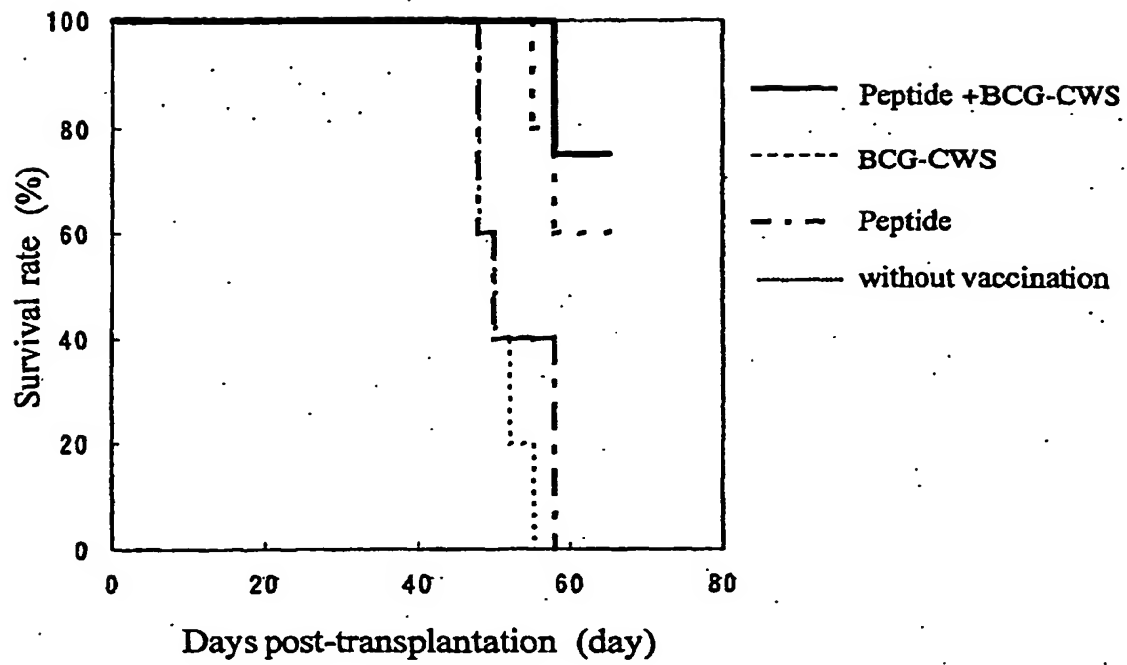 100
80
60
40
20
0
Survival rate (%)
0 20 40 60 80
Days post-transplantation (day)
Peptide +BCG-CWS
BCG-CWS
Peptide
without vaccination